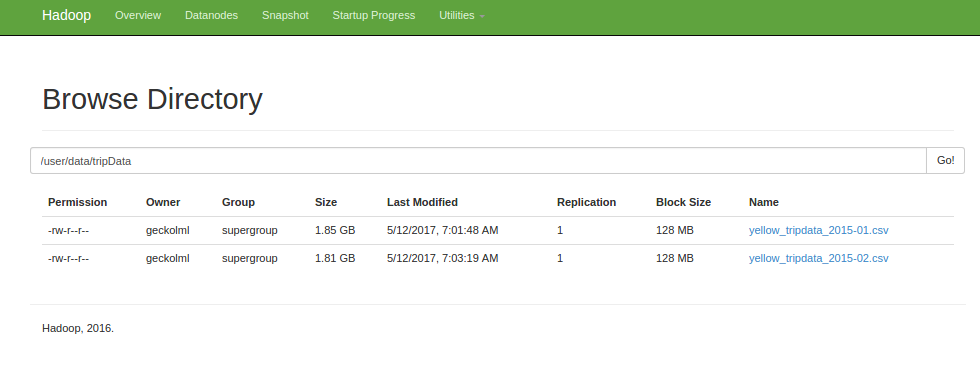 Hadoop Overview Datanodes Snapshot Startup Progress Utilities
Browse Directory
/user/data/tripData Go!
Permission Owner Group Size Last Modified Replication Block Size Name
-rw-r--r-- geckolml supergroup 1.85 GB 5/12/2017, 7:01:48 AM 1 128 MB yellow_tripdata_2015-01.csv
-rw-r--r-- geckolml supergroup 1.81 GB 5/12/2017, 7:03:19 AM 1 128 MB yellow_tripdata_2015-02.csv
Hadoop, 2016.